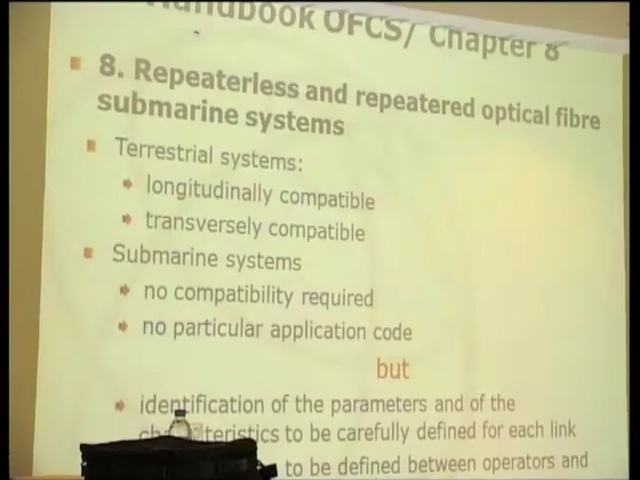 Handbook OFCS/ Chapter 8
8. Repeaterless and repeatered optical fibre
submarine systems
Terrestrial systems:
longitudinally compatible
transversely compatible
Submarine systems
no compatibility required
no particular application code
but
identification of the parameters and of the
characteristics to be carefully defined for each link
to be defined between operators and